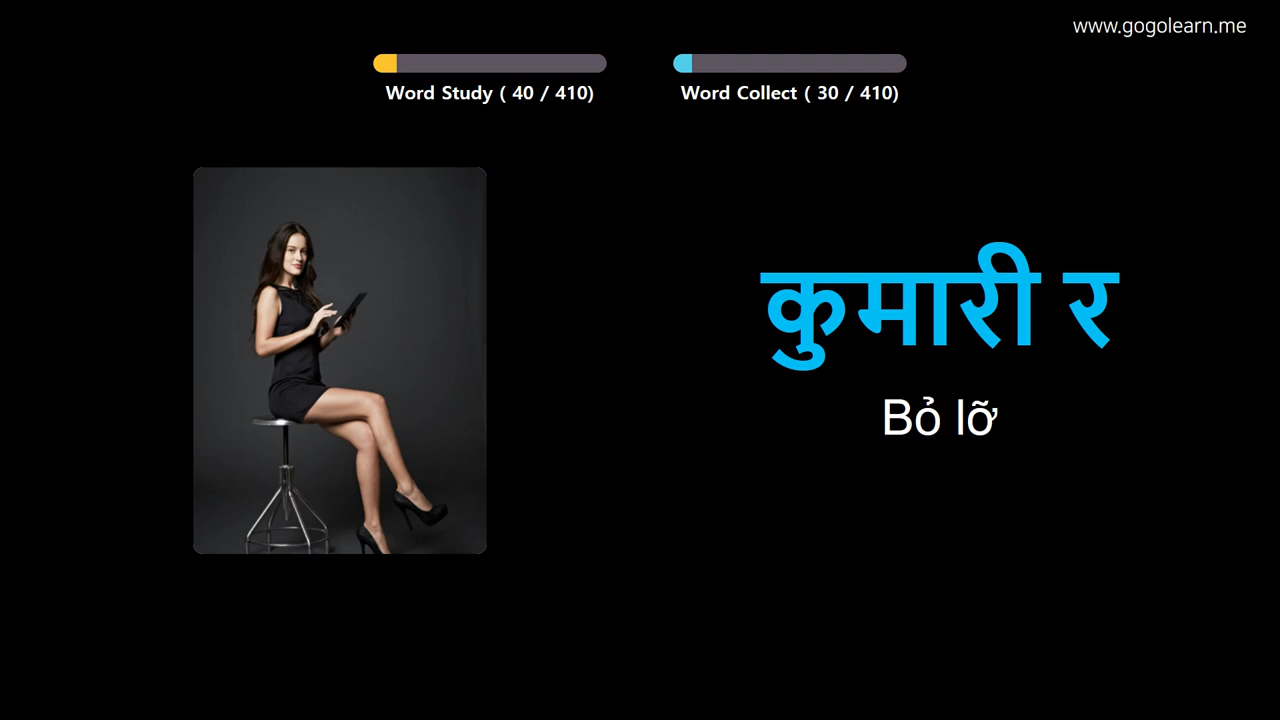 www.gogolearn.me
Word Study ( 40 / 410)
Word Collect ( 30 / 410)
कुमारी र
Bỏ lỡ